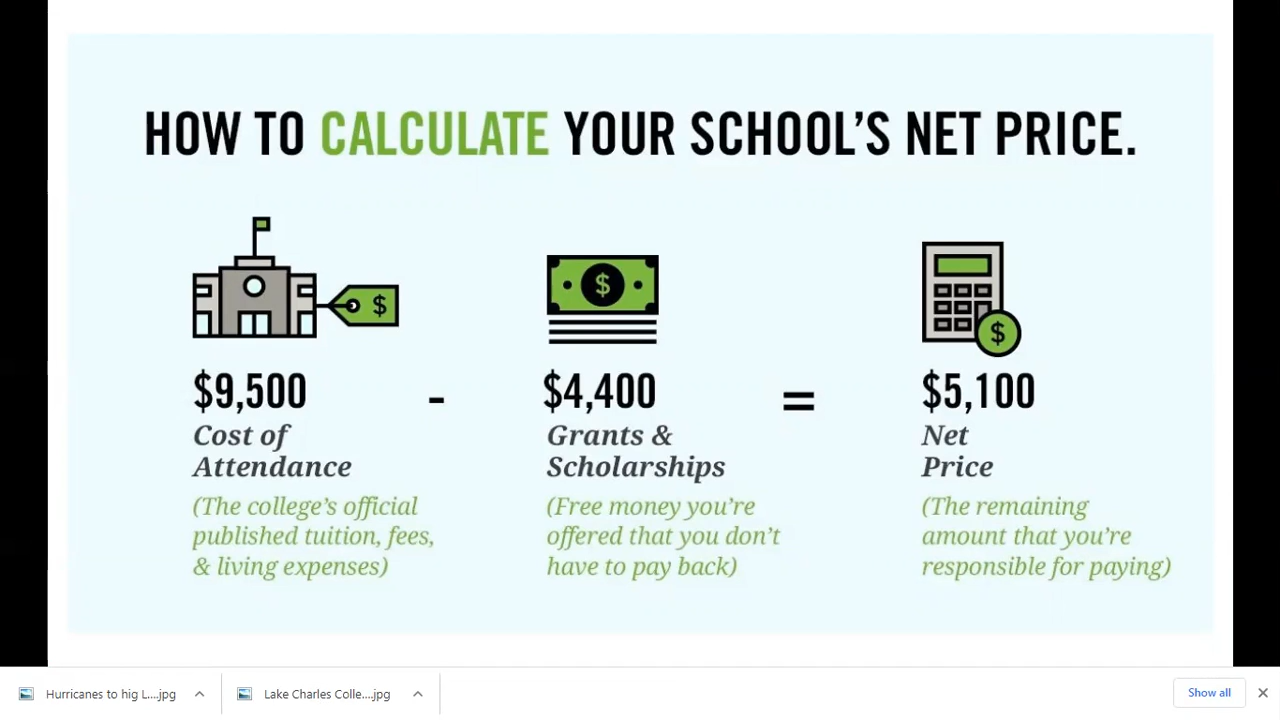 HOW TO CALCULATE YOUR SCHOOL'S NET PRICE.
$
$
$
$9,500 - $4,400 = $5,100
Cost of
Attendance
(The college's official
published tuition, fees,
& living expenses)
Grants &
Scholarships
(Free money you're
offered that you don't
have to pay back)
Net
Price
(The remaining
amount that you're
responsible for paying)
Hurricanes to hig L....jpg
Lake Charles Colle....jpg
Show all